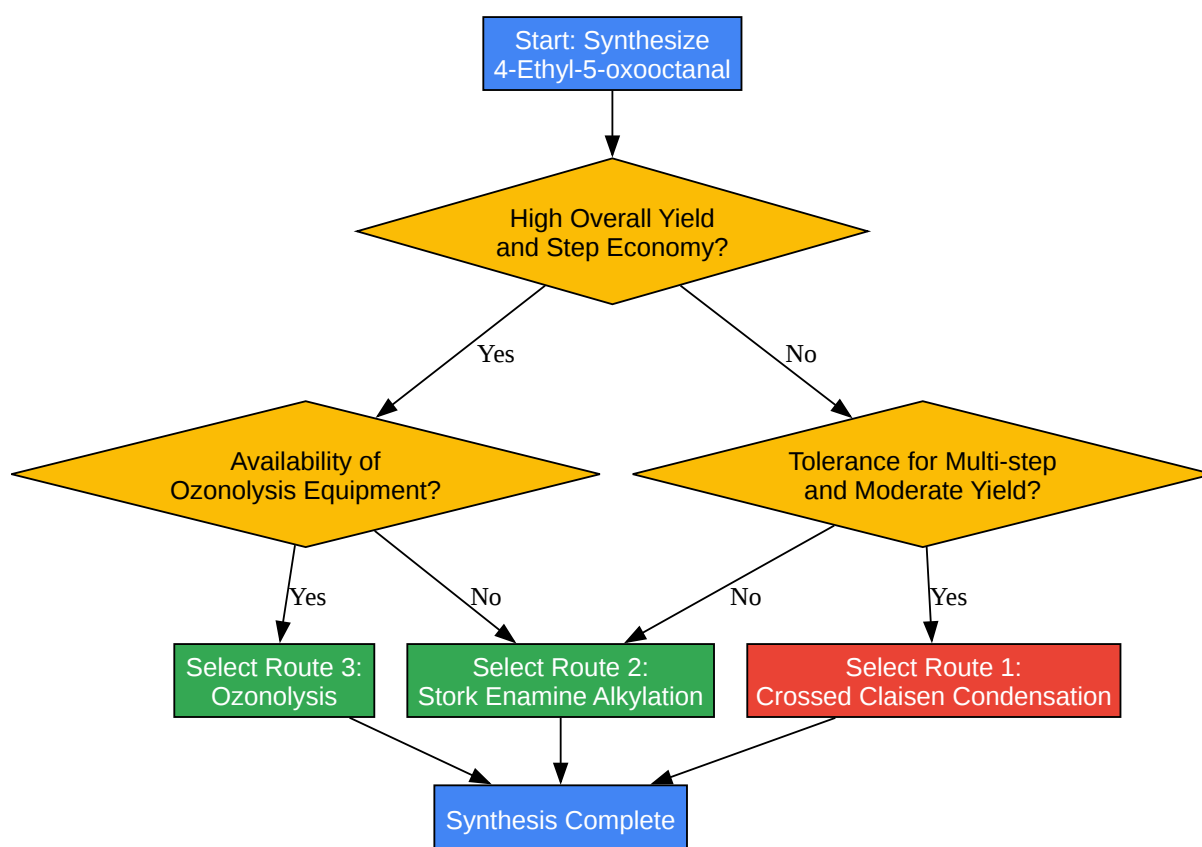 Start: Synthesize
4-Ethyl-5-oxooctanal
High Overall Yield
and Step Economy?
Yes
No
Availability of
Ozonolysis Equipment?
Tolerance for Multi-step
and Moderate Yield?
Yes
No
No
Yes
Select Route 3:
Ozonolysis
Select Route 2:
Stork Enamine Alkylation
Select Route 1:
Crossed Claisen Condensation
Synthesis Complete